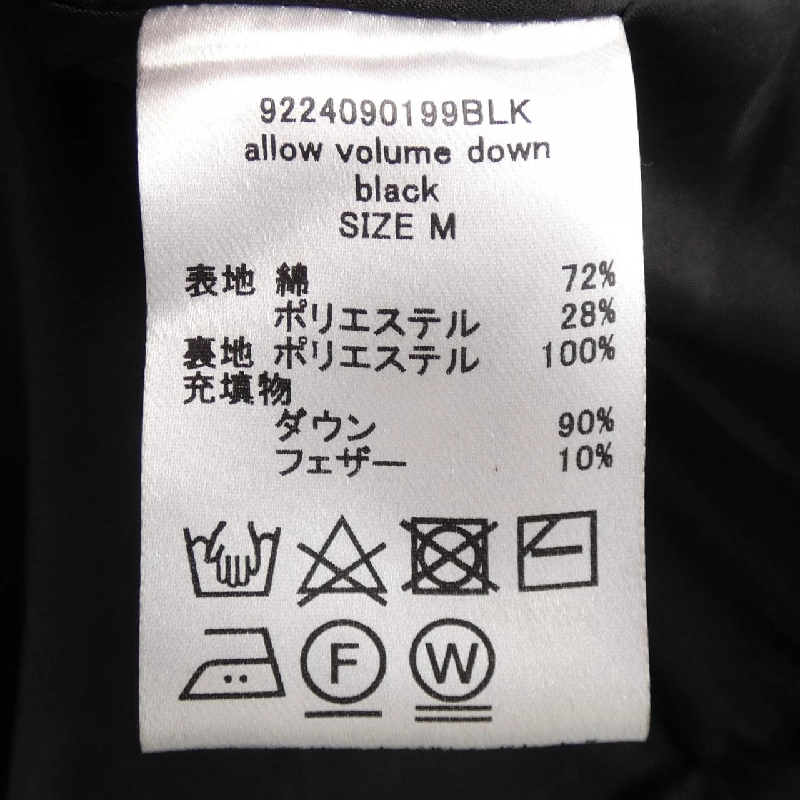 9224090199BLK
allow volume down
black
SIZE M
表地 綿 72%
ポリエステル 28%
裏地 ポリエステル 100%
充填物
ダウン 90%
フェザー 10%
F W